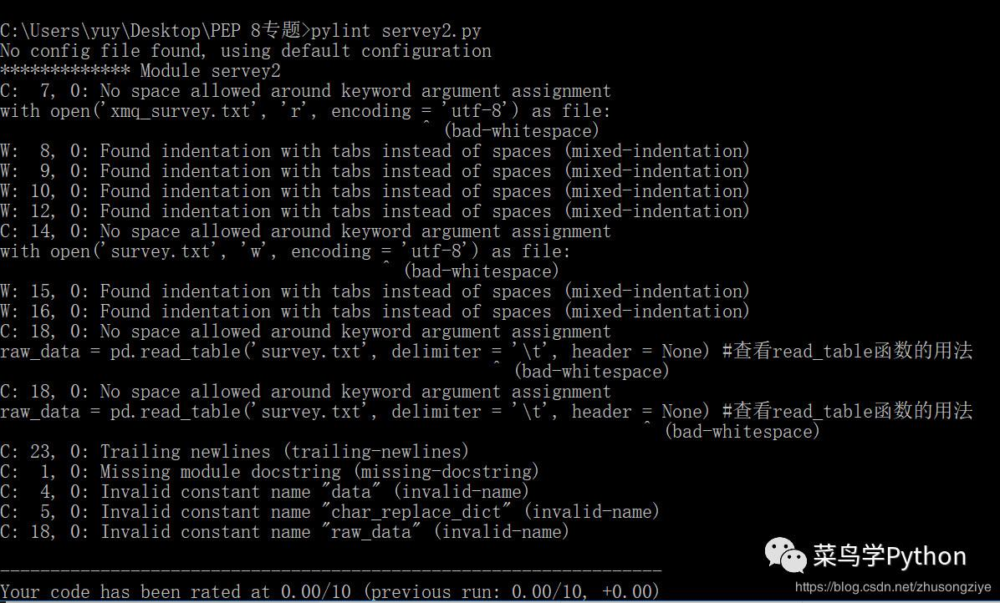 C:\Users\yuy\Desktop\PEP 8专题>pylint servey2.py
No config file found, using default configuration
************* Module servey2
C:  7, 0: No space allowed around keyword argument assignment
with open('xmq_survey.txt', 'r', encoding = 'utf-8') as file:
^ (bad-whitespace)
W:  8, 0: Found indentation with tabs instead of spaces (mixed-indentation)
W:  9, 0: Found indentation with tabs instead of spaces (mixed-indentation)
W: 10, 0: Found indentation with tabs instead of spaces (mixed-indentation)
W: 12, 0: Found indentation with tabs instead of spaces (mixed-indentation)
C: 14, 0: No space allowed around keyword argument assignment
with open('survey.txt', 'w', encoding = 'utf-8') as file:
^ (bad-whitespace)
W: 15, 0: Found indentation with tabs instead of spaces (mixed-indentation)
W: 16, 0: Found indentation with tabs instead of spaces (mixed-indentation)
C: 18, 0: No space allowed around keyword argument assignment
raw_data = pd.read_table('survey.txt', delimiter = '\t', header = None) #查看read_table函数的用法
^ (bad-whitespace)
C: 18, 0: No space allowed around keyword argument assignment
raw_data = pd.read_table('survey.txt', delimiter = '\t', header = None) #查看read_table函数的用法
^ (bad-whitespace)
C: 23, 0: Trailing newlines (trailing-newlines)
C:  1, 0: Missing module docstring (missing-docstring)
C:  4, 0: Invalid constant name "data" (invalid-name)
C:  5, 0: Invalid constant name "char_replace_dict" (invalid-name)
C: 18, 0: Invalid constant name "raw_data" (invalid-name)
------------------------------------------------------------------
Your code has been rated at 0.00/10 (previous run: 0.00/10, +0.00)
菜鸟学Python
https://blog.csdn.net/zhusongziye